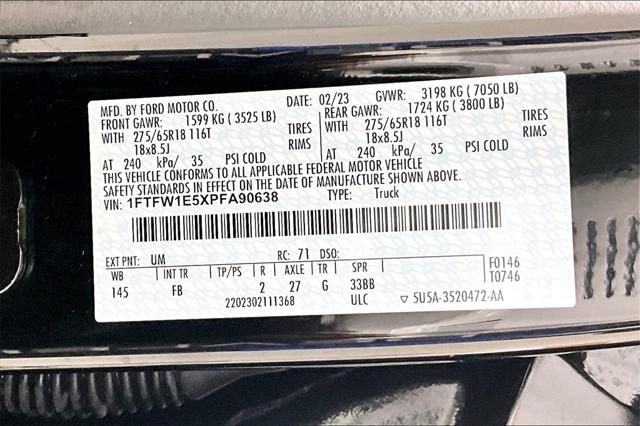 MFD. BY FORD MOTOR CO. DATE: 02/23 GVWR: 3198 KG ( 7050 LB)
FRONT GAWR: 1599 KG ( 3525 LB) REAR GAWR: 1724 KG ( 3800 LB)
WITH 275/65R18 116T TIRES WITH 275/65R18 116T TIRES
18x8.5J RIMS 18x8.5J RIMS
AT 240 kPa/ 35 PSI COLD AT 240 kPa/ 35 PSI COLD
THIS VEHICLE CONFORMS TO ALL APPLICABLE FEDERAL MOTOR VEHICLE
SAFETY STANDARDS IN EFFECT ON THE DATE OF MANUFACTURE SHOWN ABOVE.
VIN: 1FTFW1E5XPFA90638 TYPE: Truck
EXT PNT: UM RC: 71 DSO:
WB INT TR TP/PS R AXLE TR SPR F0146
145 FB 2 27 G 33BB T0746
2202302111368 ULC ▽ 5U5A-3520472-AA